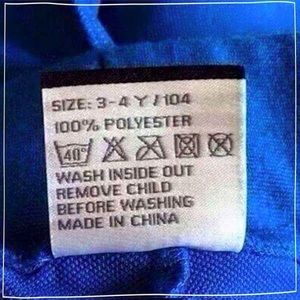 SIZE: 3-4 Y/104
100% POLYESTER
40°
WASH INSIDE OUT
REMOVE CHILD
BEFORE WASHING
MADE IN CHINA